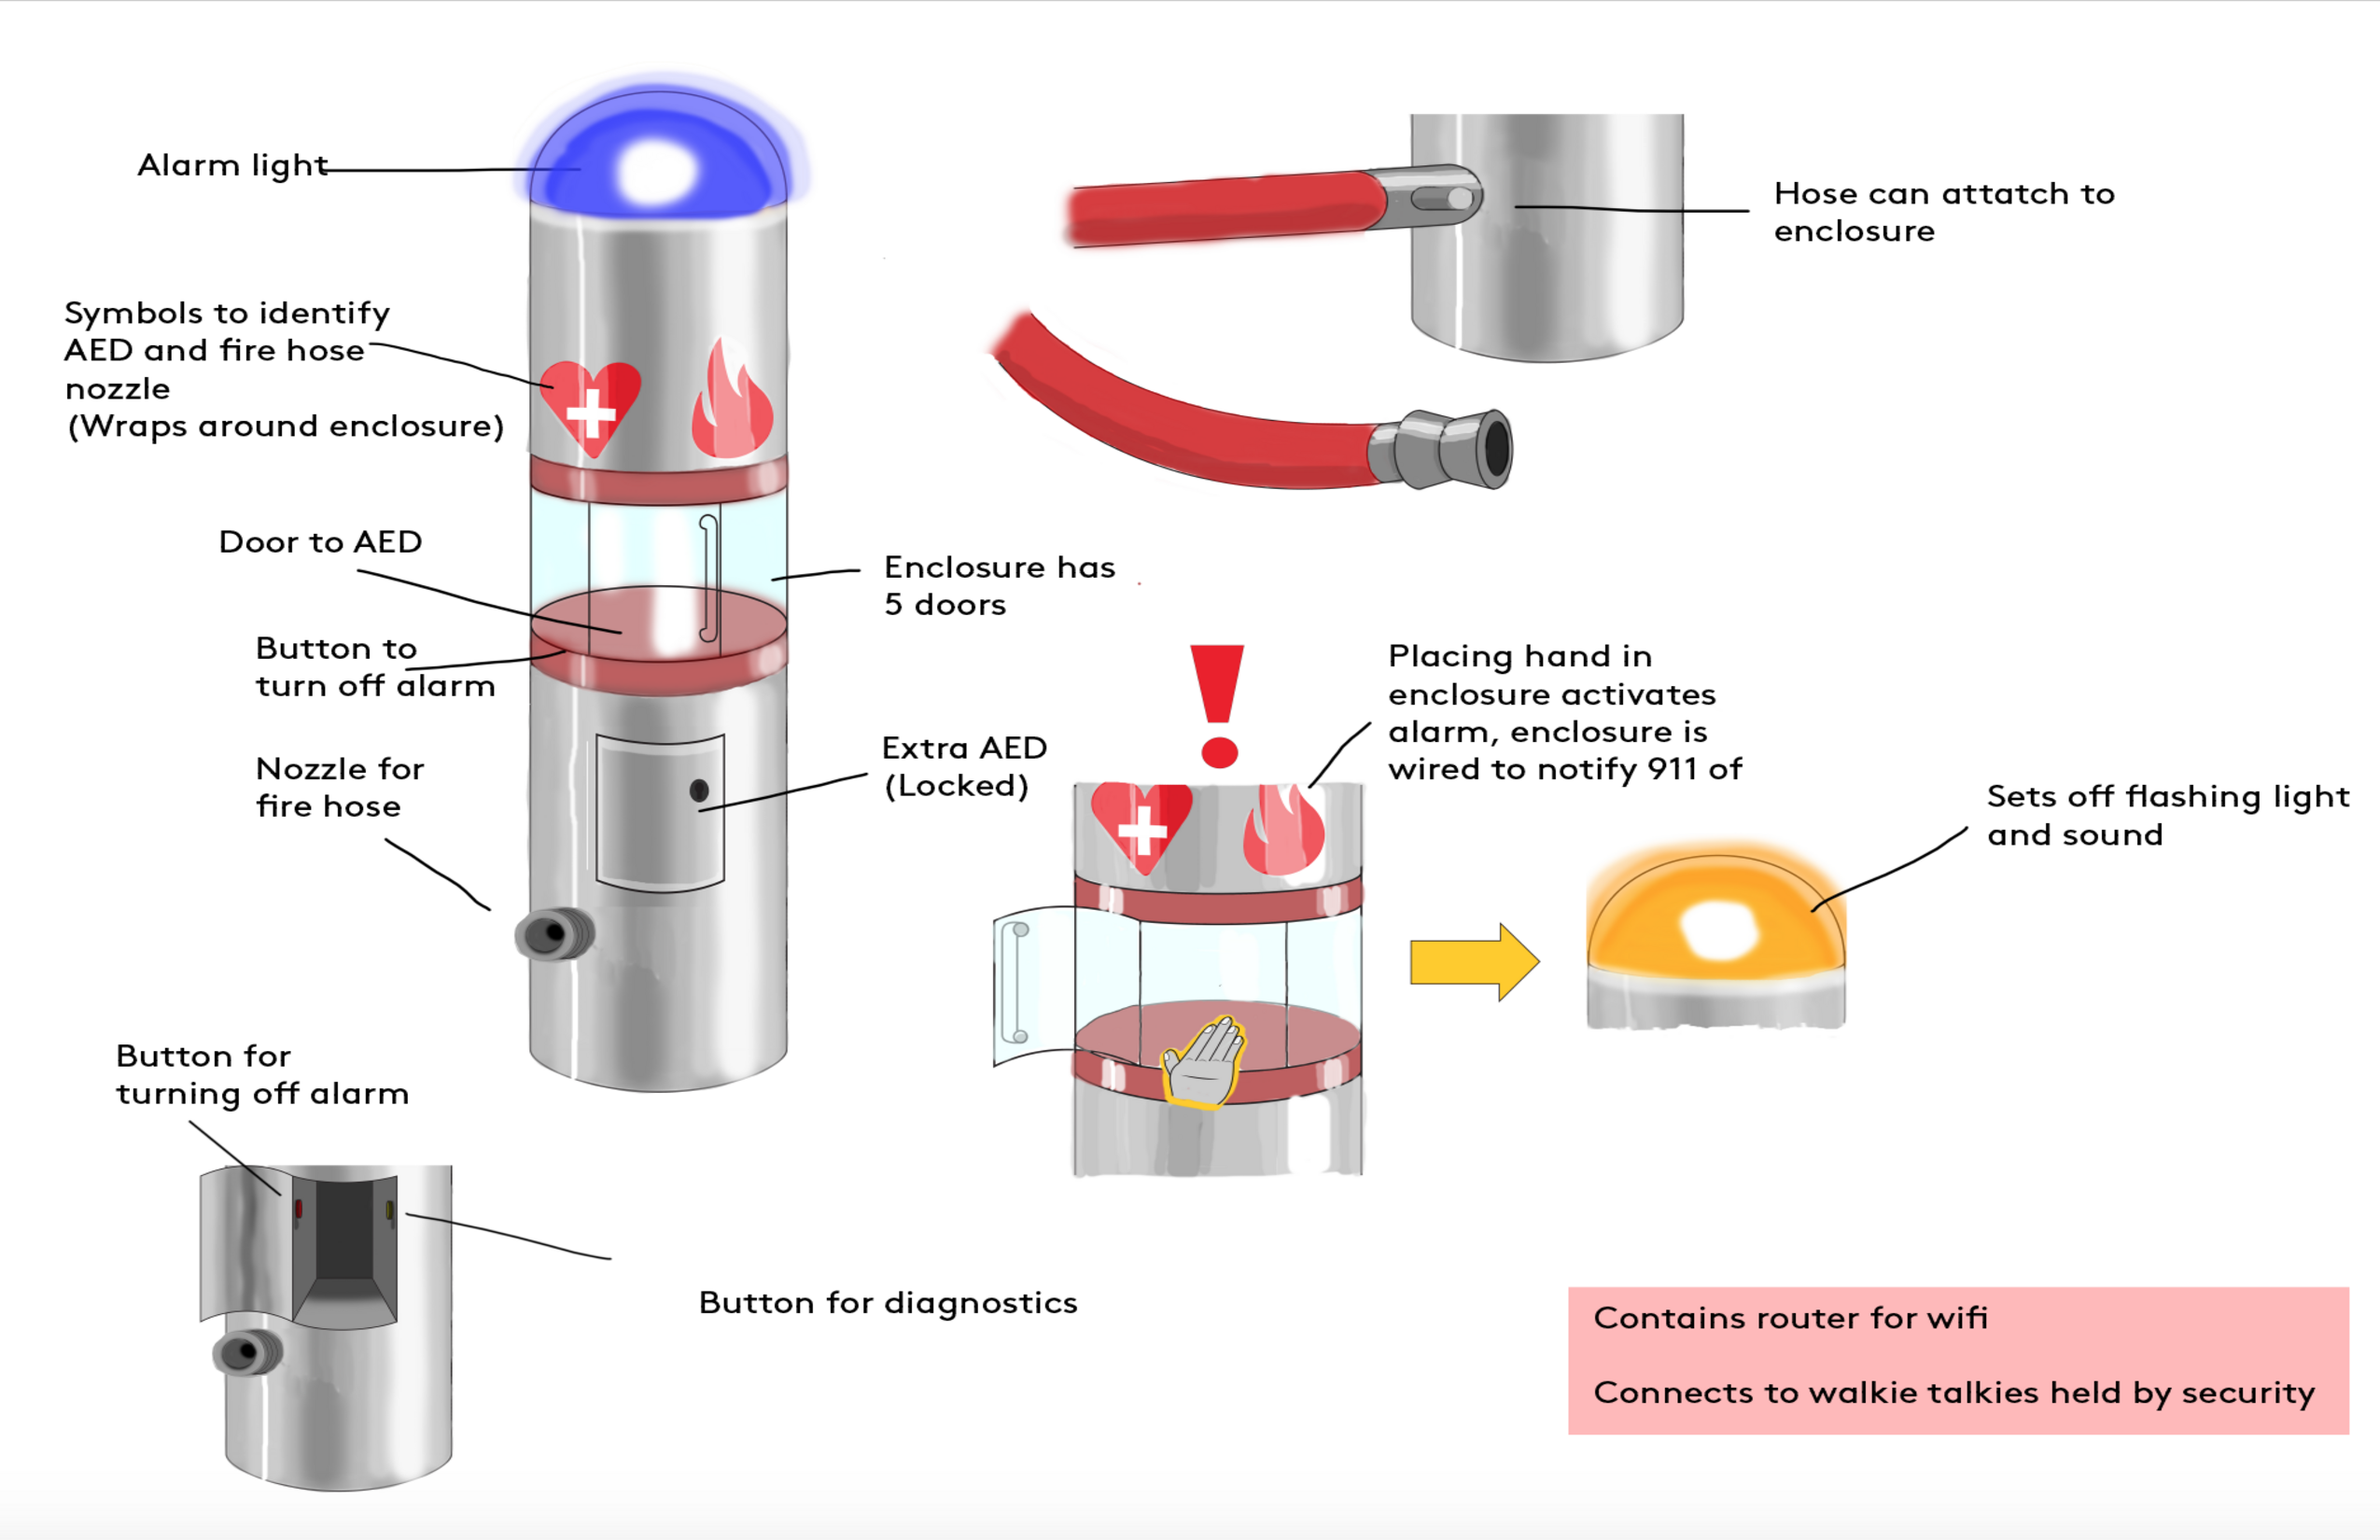 Alarm light
Symbols to identify
AED and fire hose
nozzle
(Wraps around enclosure)
Door to AED
Button to
turn off alarm
Nozzle for
fire hose
Button for
turning off alarm
Enclosure has
5 doors
Extra AED
(Locked)
Button for diagnostics
Hose can attatch to
enclosure
Placing hand in
enclosure activates
alarm, enclosure is
wired to notify 911 of
Sets off flashing light
and sound
Contains router for wifi
Connects to walkie talkies held by security